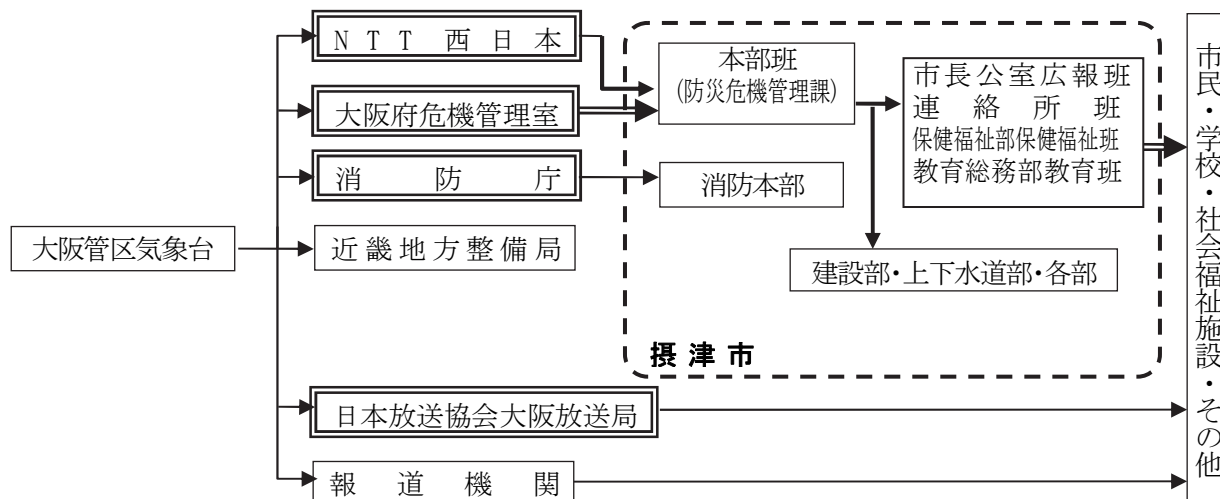 NTT西日本
大阪府危機管理室
消防庁
大阪管区気象台
近畿地方整備局
日本放送協会大阪放送局
報道機関
本部班
(防災危機管理課)
消防本部
市長公室広報班
連絡所班
保健福祉部保健福祉班
教育総務部教育班
建設部・上下水道部・各部
摂津市
市民・学校・社会福祉施設・その他